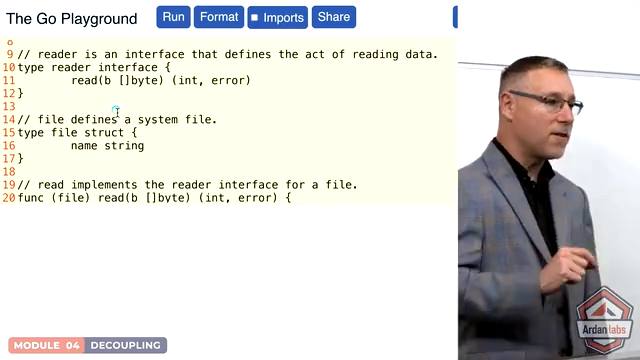 The Go Playground Run Format Imports Share
8
9 // reader is an interface that defines the act of reading data.
10 type reader interface {
11 read(b []byte) (int, error)
12 }
13
14 // file defines a system file.
15 type file struct {
16 name string
17 }
18
19 // read implements the reader interface for a file.
20 func (file) read(b []byte) (int, error) {
MODULE 04 DECOUPLING
Ardan labs